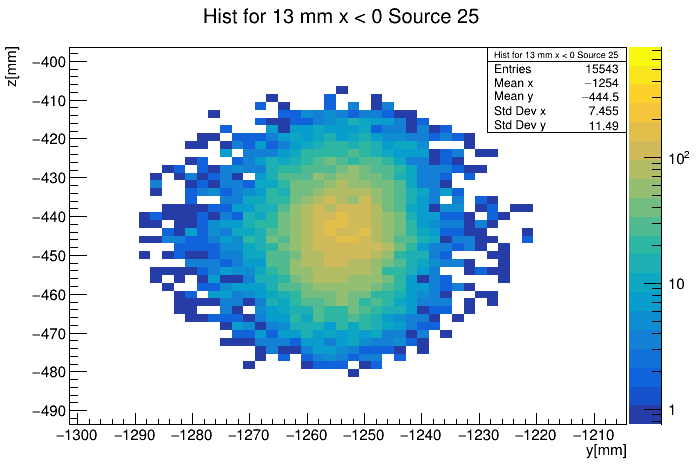 Hist for 13 mm x < 0 Source 25
z[mm]
Hist for 13 mm x < 0 Source 25
Entries 15543
Mean x −1254
Mean y −444.5
Std Dev x 7.455
Std Dev y 11.49
−400
−410
−420
−430
−440
−450
−460
−470
−480
−490
10²
10
1
−1300 −1290 −1280 −1270 −1260 −1250 −1240 −1230 −1220 −1210
y[mm]